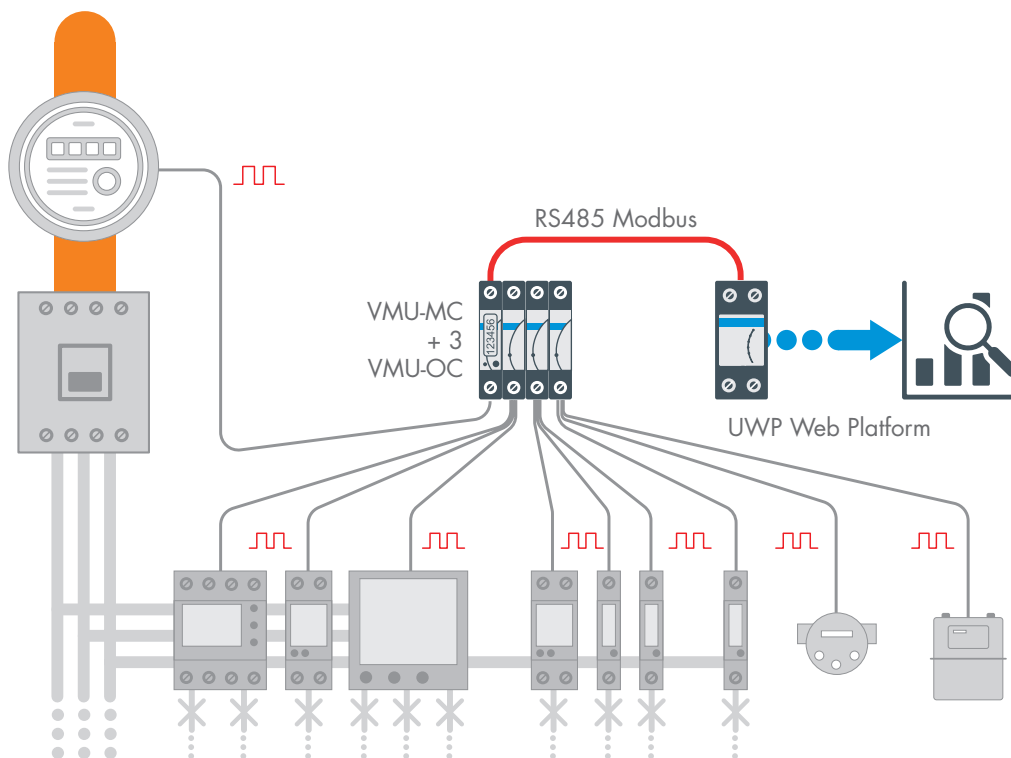 RS485 Modbus
VMU-MC
+ 3
VMU-OC
123456
UWP Web Platform